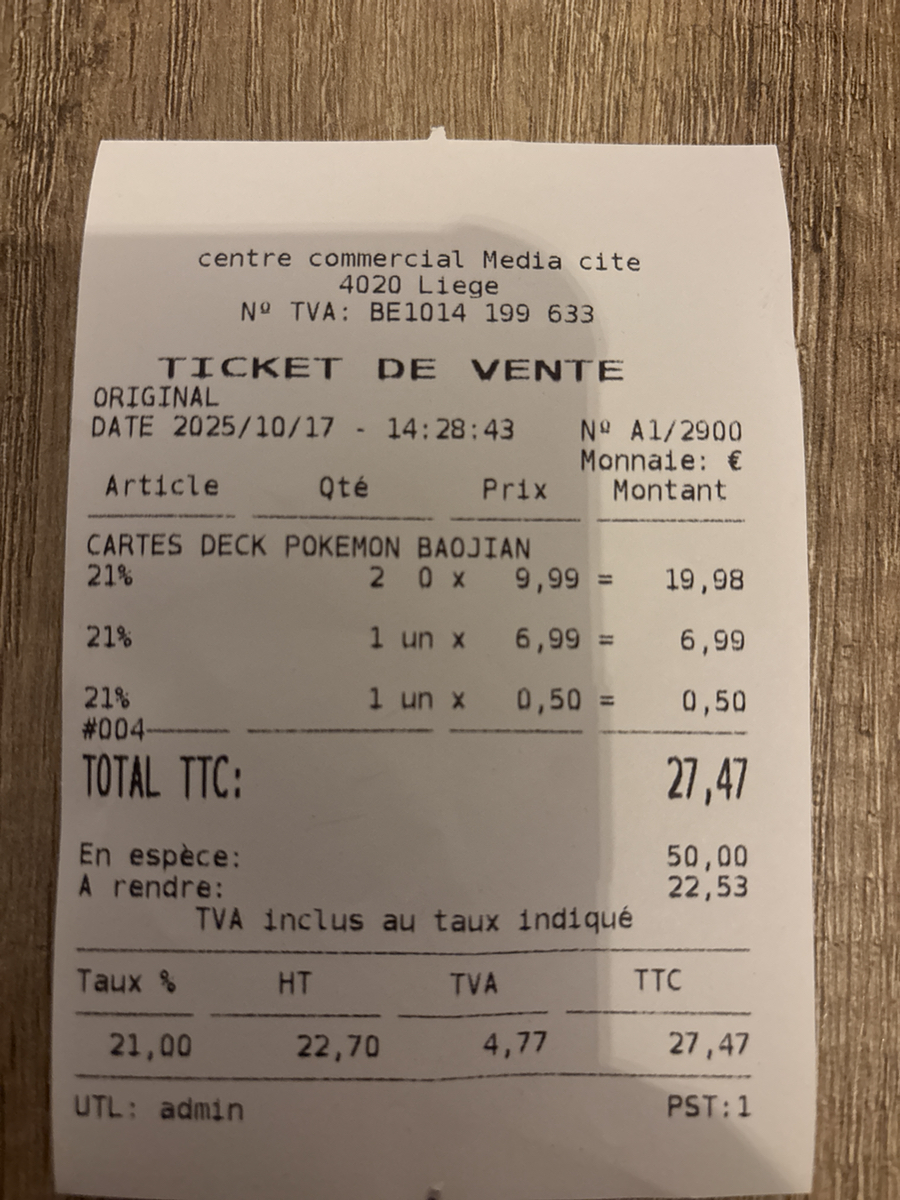 centre commercial Media cite
4020 Liege
Nº TVA: BE1014 199 633
TICKET DE VENTE
ORIGINAL
DATE 2025/10/17 - 14:28:43 Nº A1/2900
Monnaie: €
Article Qté Prix Montant
CARTES DECK POKEMON BAOJIAN
21% 2 0 x 9,99 = 19,98
21% 1 un x 6,99 = 6,99
21% 1 un x 0,50 = 0,50
#004
TOTAL TTC: 27,47
En espèce: 50,00
A rendre: 22,53
TVA inclus au taux indiqué
Taux % HT TVA TTC
21,00 22,70 4,77 27,47
UTL: admin PST:1